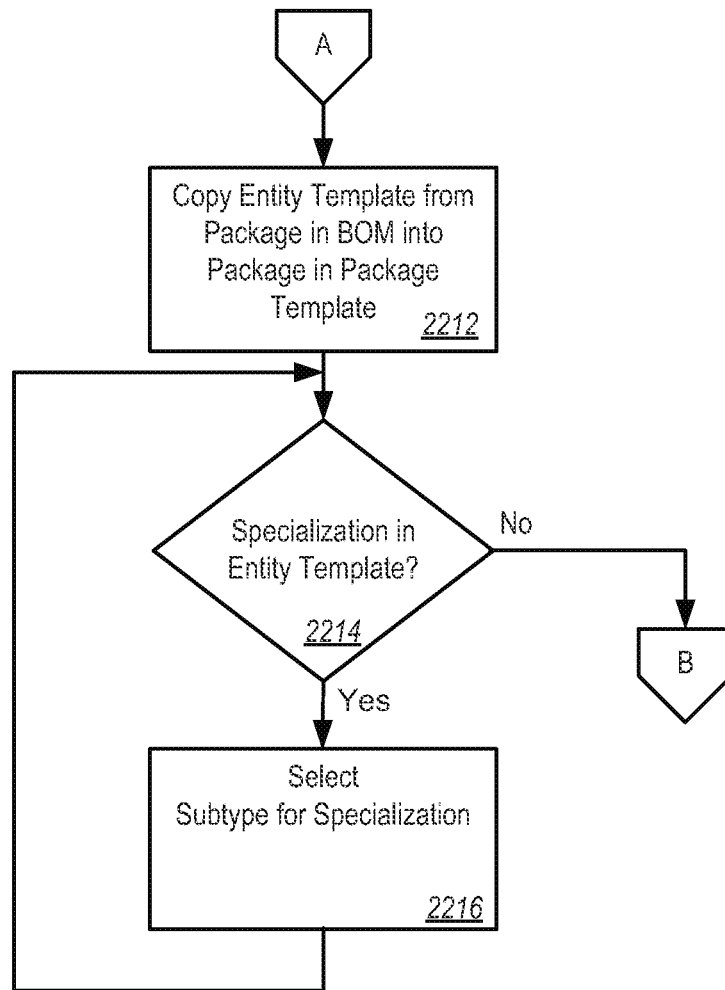 A
Copy Entity Template from
Package in BOM into
Package in Package
Template
2212
Specialization in
Entity Template?
2214
No
B
Yes
Select
Subtype for Specialization
2216